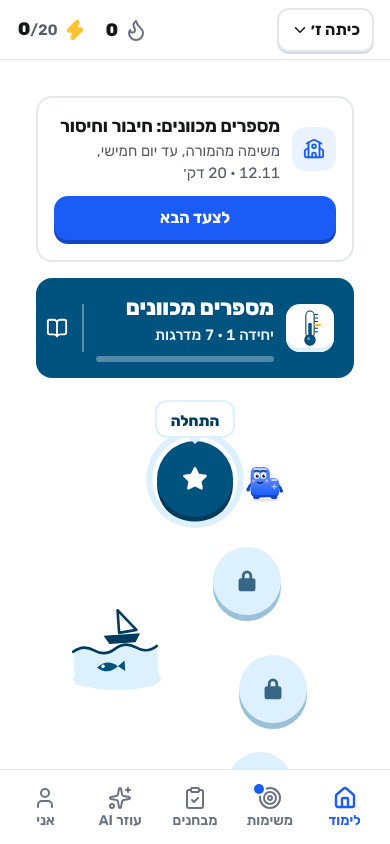 כיתה ז׳
0
0/20
מספרים מכוונים: חיבור וחיסור
משימה מהמורה, עד יום חמישי,
12.11 • 20 דק׳
לצעד הבא
מספרים מכוונים
יחידה 1 • 7 מדרגות
התחלה
לימוד
משימות
מבחנים
עוזר AI
אני